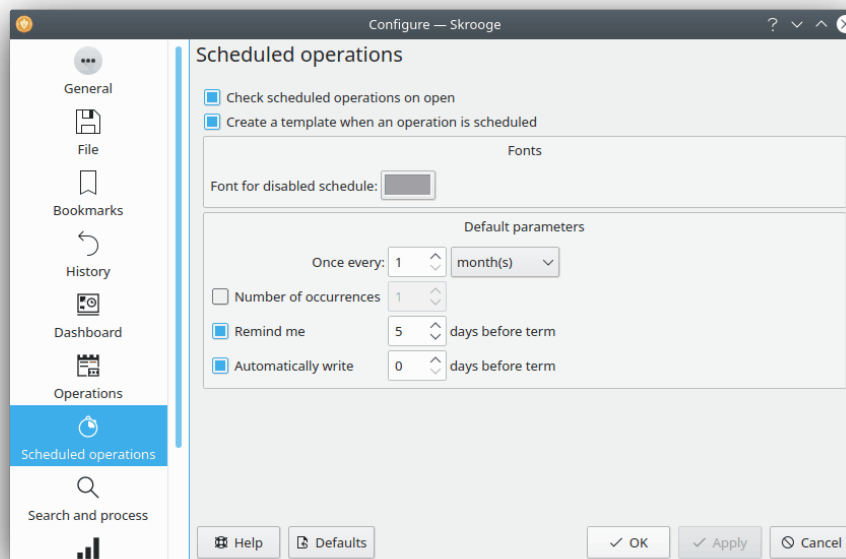 Configure — Skrooge
General
File
Bookmarks
History
Dashboard
Operations
Scheduled operations
Search and process
Scheduled operations
Check scheduled operations on open
Create a template when an operation is scheduled
Fonts
Font for disabled schedule:
Default parameters
Once every: 1 month(s)
Number of occurrences 1
Remind me 5 days before term
Automatically write 0 days before term
Help Defaults OK Apply Cancel